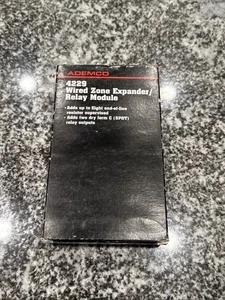 ADEMCO
4229
Wired Zone Expander/
Relay Module
• Adds up to Eight end-of-line
resistor supervised
• Adds two dry form C (SPDT)
relay outputs